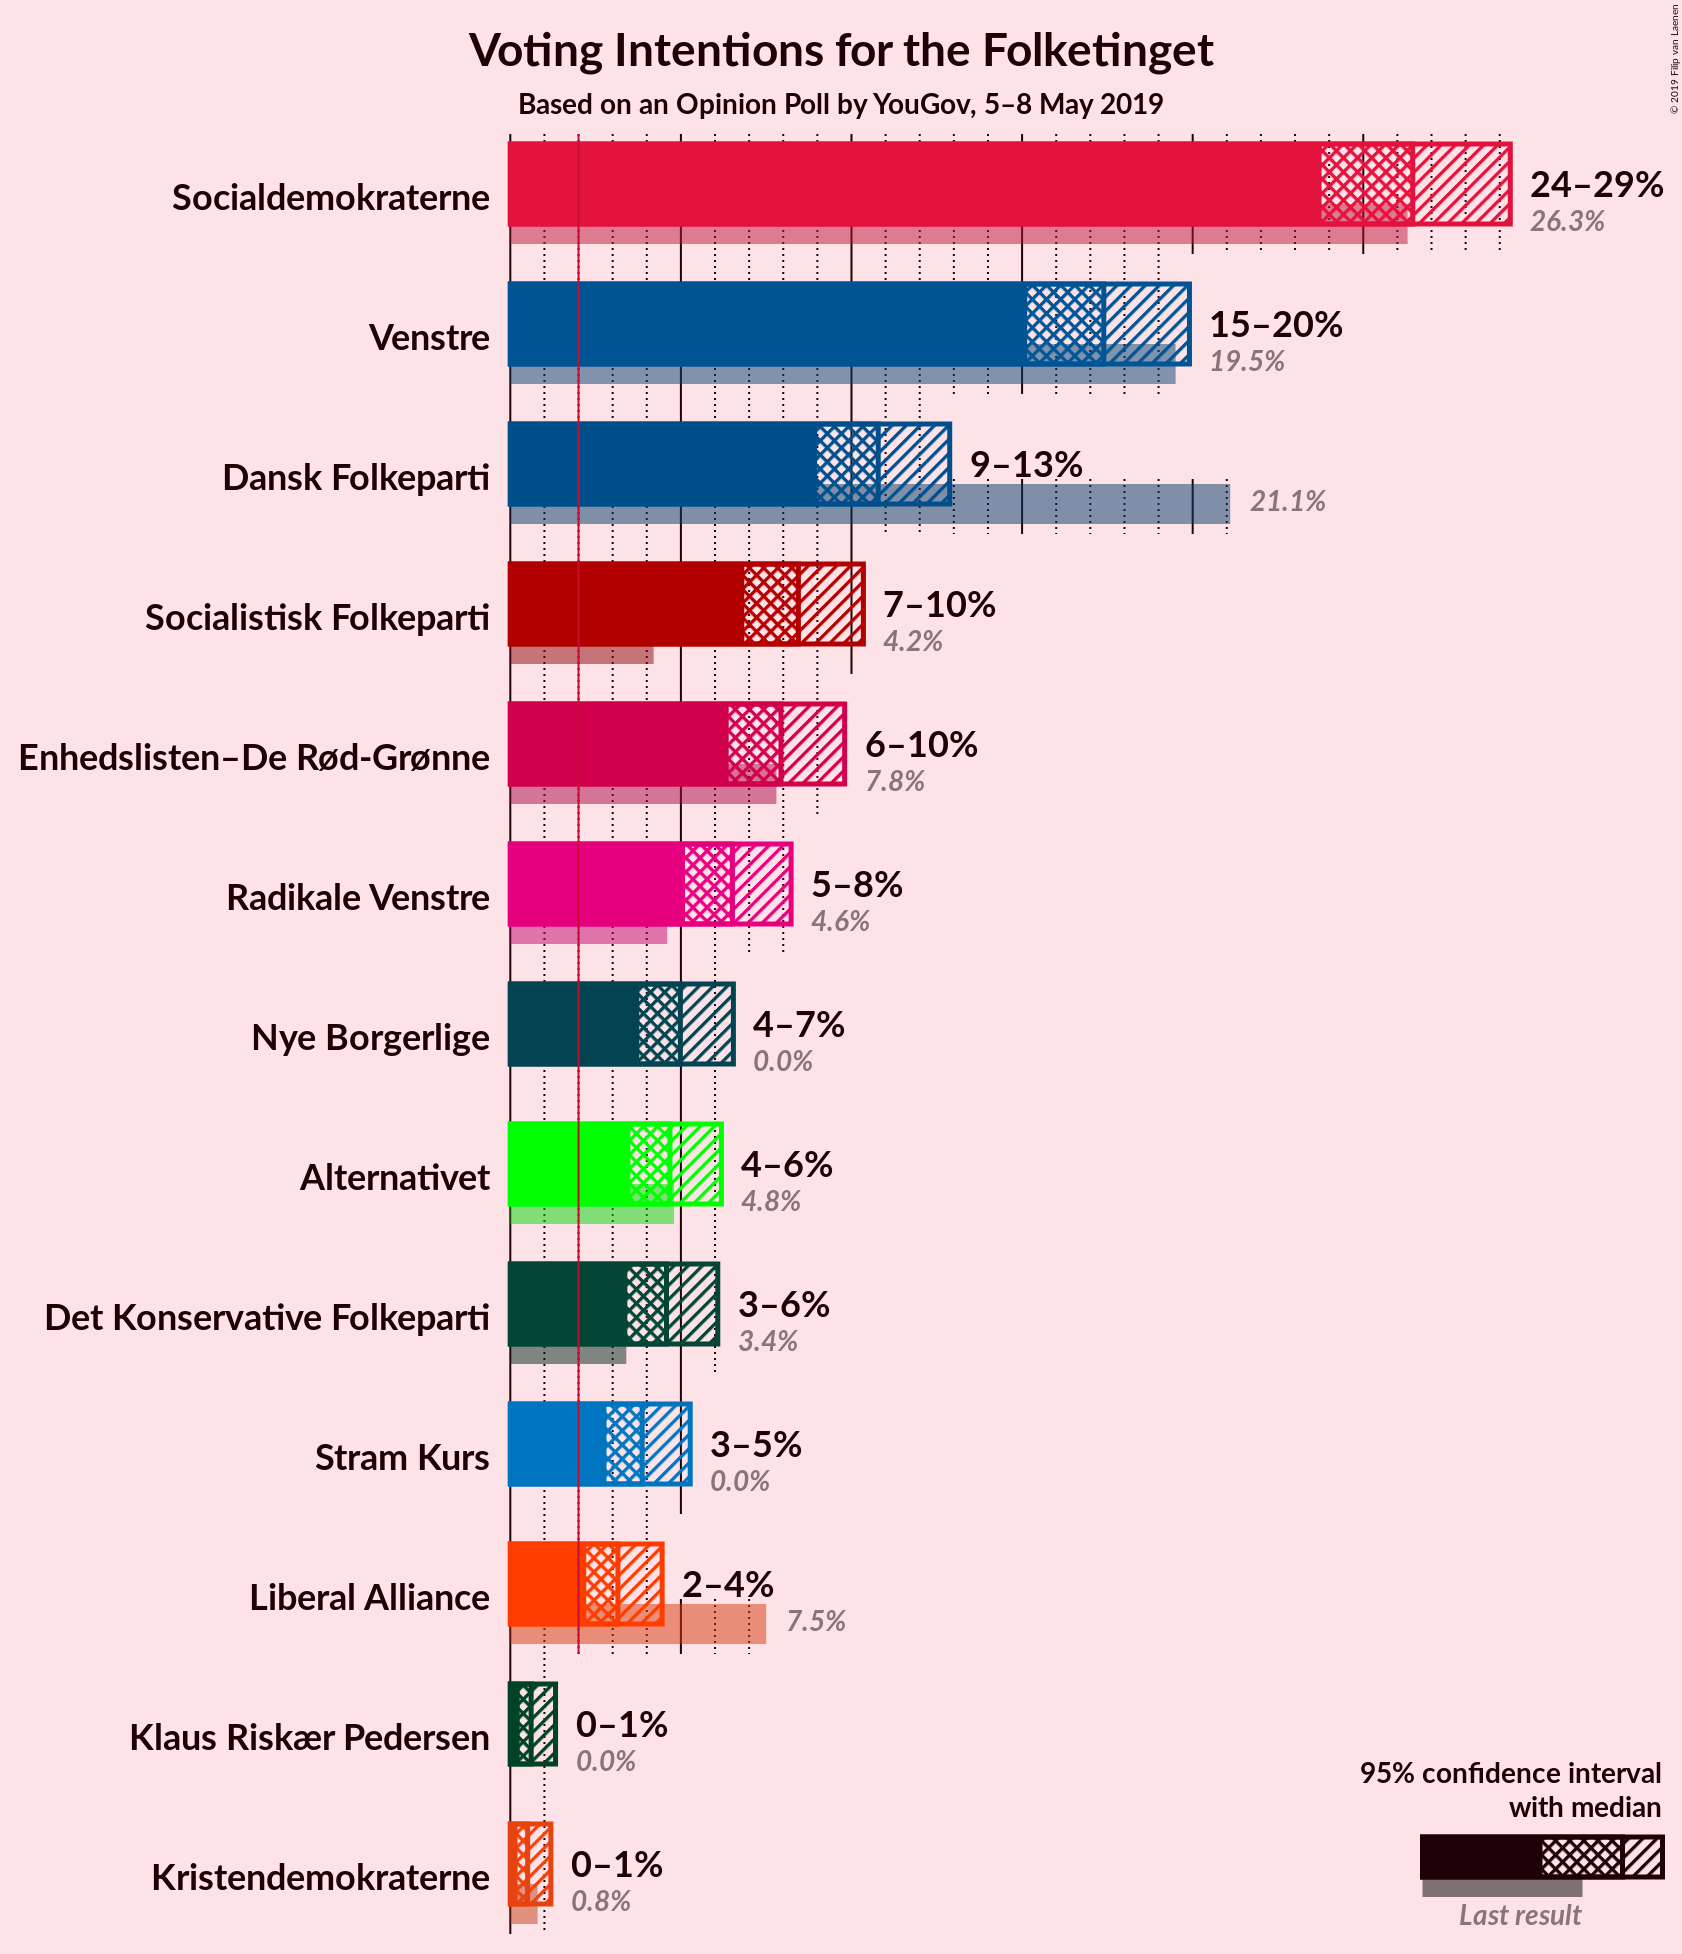 © 2019 Filip van Laenen
Voting Intentions for the Folketinget
Based on an Opinion Poll by YouGov, 5–8 May 2019
Socialdemokraterne
24–29%
26.3%
Venstre
15–20%
19.5%
Dansk Folkeparti
9–13%
21.1%
Socialistisk Folkeparti
7–10%
4.2%
Enhedslisten–De Rød-Grønne
6–10%
7.8%
Radikale Venstre
5–8%
4.6%
Nye Borgerlige
4–7%
0.0%
Alternativet
4–6%
4.8%
Det Konservative Folkeparti
3–6%
3.4%
Stram Kurs
3–5%
0.0%
Liberal Alliance
2–4%
7.5%
Klaus Riskær Pedersen
0–1%
0.0%
Kristendemokraterne
0–1%
0.8%
95% confidence interval
with median
Last result